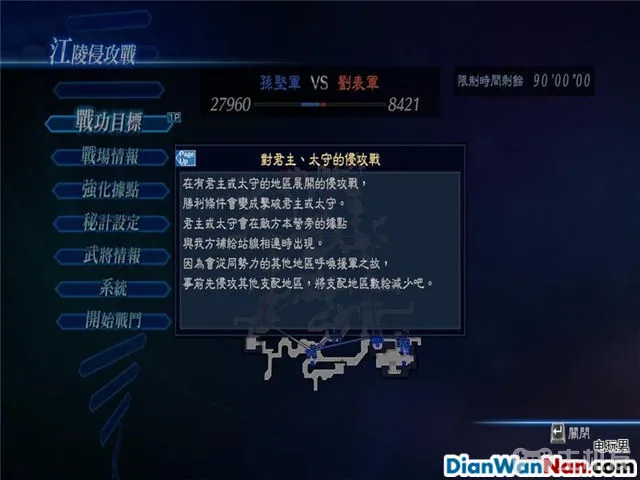 江陵侵攻戰
孫堅軍 VS 劉表軍
27960 8421
限制時間剩餘 90'00"00
戰功目標
TP
戰場情報
強化據點
秘計設定
武將情報
系統
開始戰鬥
Page Up
對君主、太守的侵攻戰
在有君主或太守的地區展開的侵攻戰，
勝利條件會變成擊破君主或太守。
君主或太守會在敵方本營旁的據點
與我方補給站線相連時出現。
因為會從同勢力的其他地區呼喚援軍之故，
事前先侵攻其他支配地區，將支配地區數給減少吧。
關閉
电玩男
DianWanNan.com